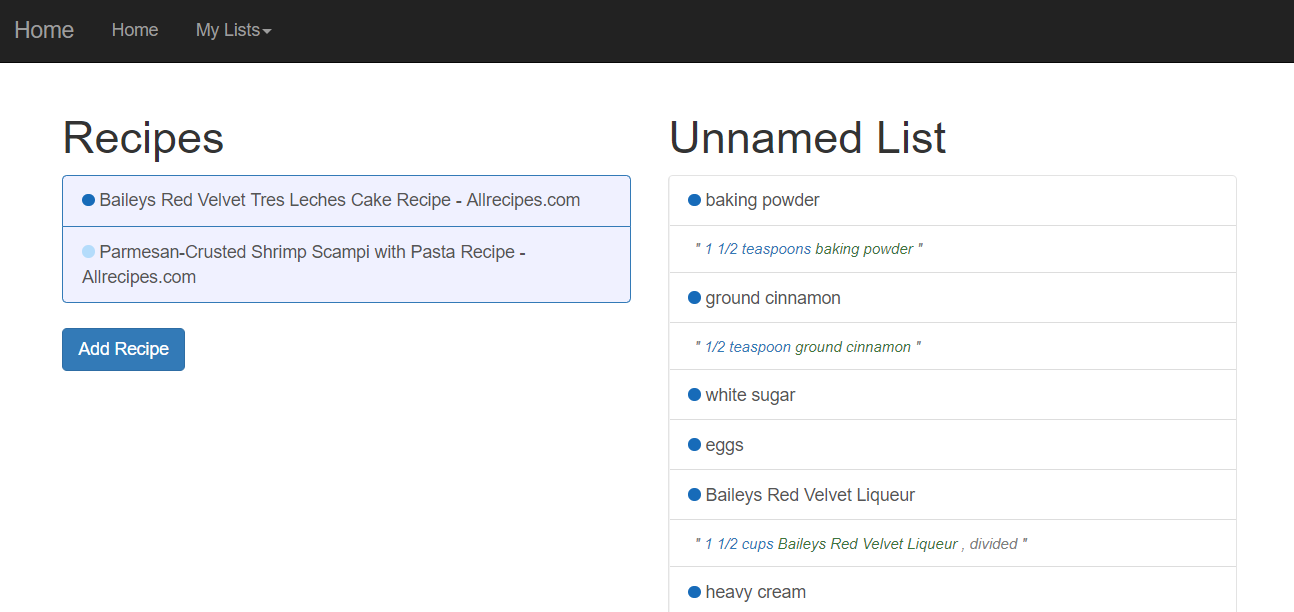 Home Home My Lists
Recipes
Baileys Red Velvet Tres Leches Cake Recipe - Allrecipes.com
Parmesan-Crusted Shrimp Scampi with Pasta Recipe -
Allrecipes.com
Add Recipe
Unnamed List
baking powder
" 1 1/2 teaspoons baking powder "
ground cinnamon
" 1/2 teaspoon ground cinnamon "
white sugar
eggs
Baileys Red Velvet Liqueur
" 1 1/2 cups Baileys Red Velvet Liqueur , divided "
heavy cream